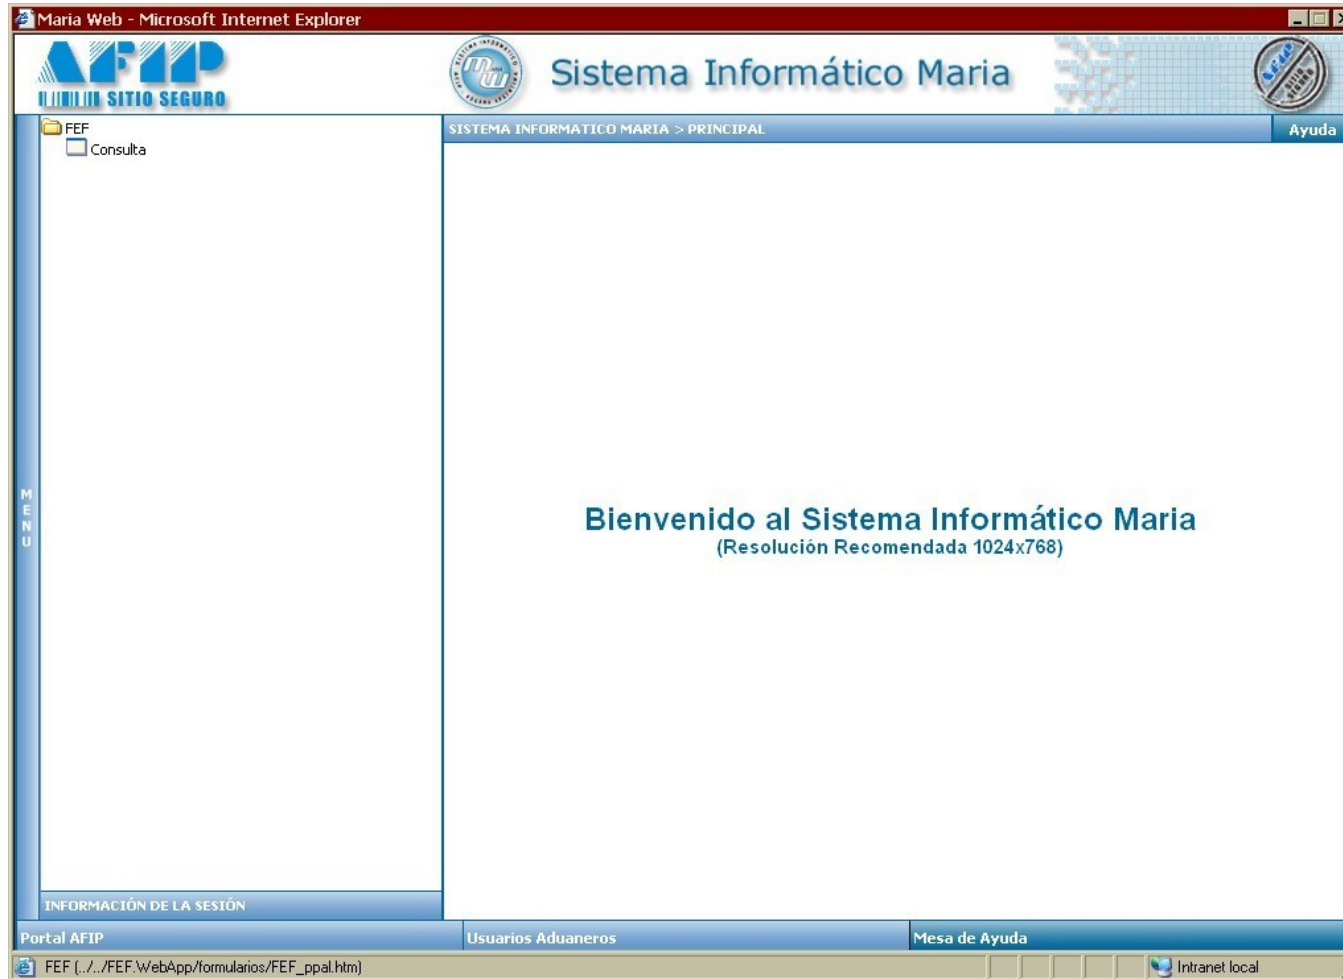 Maria Web - Microsoft Internet Explorer
AFIP
SITIO SEGURO
Sistema Informático Maria
FEF
Consulta
SISTEMA INFORMATICO MARIA > PRINCIPAL
Ayuda
MENU
Bienvenido al Sistema Informático Maria
(Resolución Recomendada 1024x768)
INFORMACIÓN DE LA SESIÓN
Portal AFIP
Usuarios Aduaneros
Mesa de Ayuda
FEF (../../FEF.WebApp/formularios/FEF_ppal.htm)
Intranet local